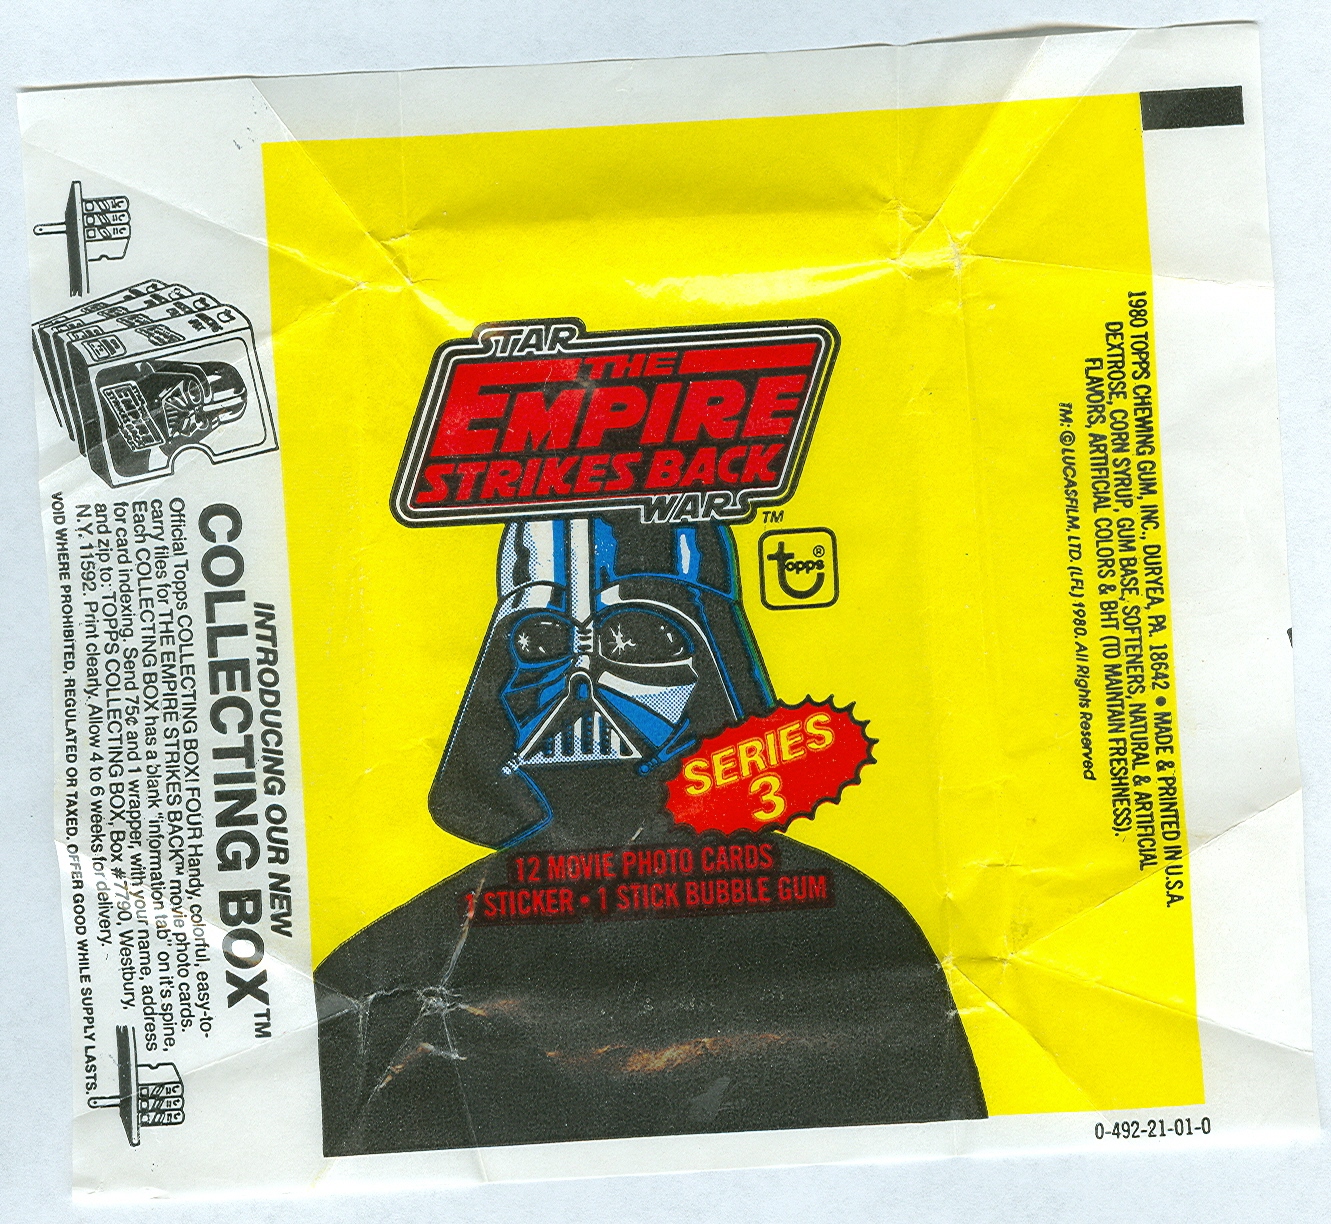 STAR
THE
EMPIRE
STRIKES BACK
WARS
TM
topps®
SERIES
3
12 MOVIE PHOTO CARDS
1 STICKER • 1 STICK BUBBLE GUM
1980 TOPPS CHEWING GUM, INC., DURYEA, PA. 18642 • MADE & PRINTED IN U.S.A.
DEXTROSE, CORN SYRUP, GUM BASE, SOFTENERS, NATURAL & ARTIFICIAL
FLAVORS, ARTIFICIAL COLORS & BHT (TO MAINTAIN FRESHNESS).
TM: © LUCASFILM, LTD. (LFL) 1980. All Rights Reserved
0-492-21-01-0
INTRODUCING OUR NEW
COLLECTING BOX™
Official Topps COLLECTING BOX! FOUR Handy, colorful, easy-to-
carry files for THE EMPIRE STRIKES BACK™ movie photo cards.
Each COLLECTING BOX has a blank "information tab" on it's spine,
for card indexing. Send 75¢ and 1 wrapper, with your name, address
and zip to: TOPPS COLLECTING BOX, Box #7790, Westbury,
N.Y. 11592. Print clearly. Allow 4 to 6 weeks for delivery.
VOID WHERE PROHIBITED, REGULATED OR TAXED. OFFER GOOD WHILE SUPPLY LASTS.